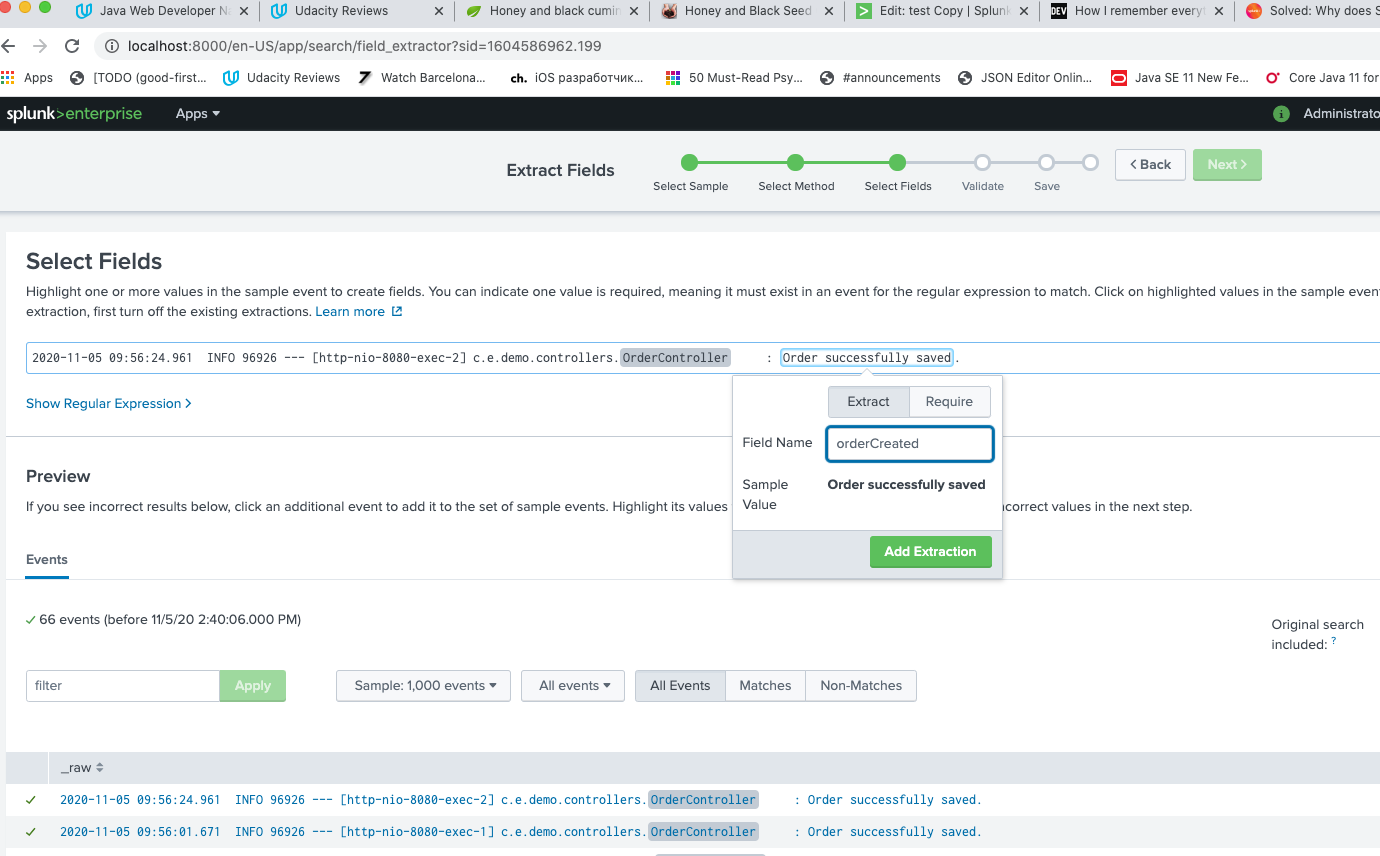 Java Web Developer Na
Udacity Reviews
Honey and black cumin
Honey and Black Seed
Edit: test Copy | Splunk
DEV How I remember everyt
Solved: Why does S
localhost:8000/en-US/app/search/field_extractor?sid=1604586962.199
Apps
[TODO (good-first...
Udacity Reviews
Watch Barcelona...
ch. iOS разработчик...
50 Must-Read Psy...
#announcements
JSON Editor Onlin...
Java SE 11 New Fe...
Core Java 11 for
splunk>enterprise
Apps
i
Administrato
Extract Fields
Select Sample
Select Method
Select Fields
Validate
Save
< Back
Next >
Select Fields
Highlight one or more values in the sample event to create fields. You can indicate one value is required, meaning it must exist in an event for the regular expression to match. Click on highlighted values in the sample even
extraction, first turn off the existing extractions. Learn more
2020-11-05 09:56:24.961 INFO 96926 --- [http-nio-8080-exec-2] c.e.demo.controllers.OrderController : Order successfully saved.
Show Regular Expression >
Extract
Require
Field Name
orderCreated
Sample
Value
Order successfully saved
Add Extraction
Preview
If you see incorrect results below, click an additional event to add it to the set of sample events. Highlight its values
correct values in the next step.
Events
66 events (before 11/5/20 2:40:06.000 PM)
Original search
included: ?
filter
Apply
Sample: 1,000 events
All events
All Events
Matches
Non-Matches
_raw
2020-11-05 09:56:24.961 INFO 96926 --- [http-nio-8080-exec-2] c.e.demo.controllers.OrderController : Order successfully saved.
2020-11-05 09:56:01.671 INFO 96926 --- [http-nio-8080-exec-1] c.e.demo.controllers.OrderController : Order successfully saved.